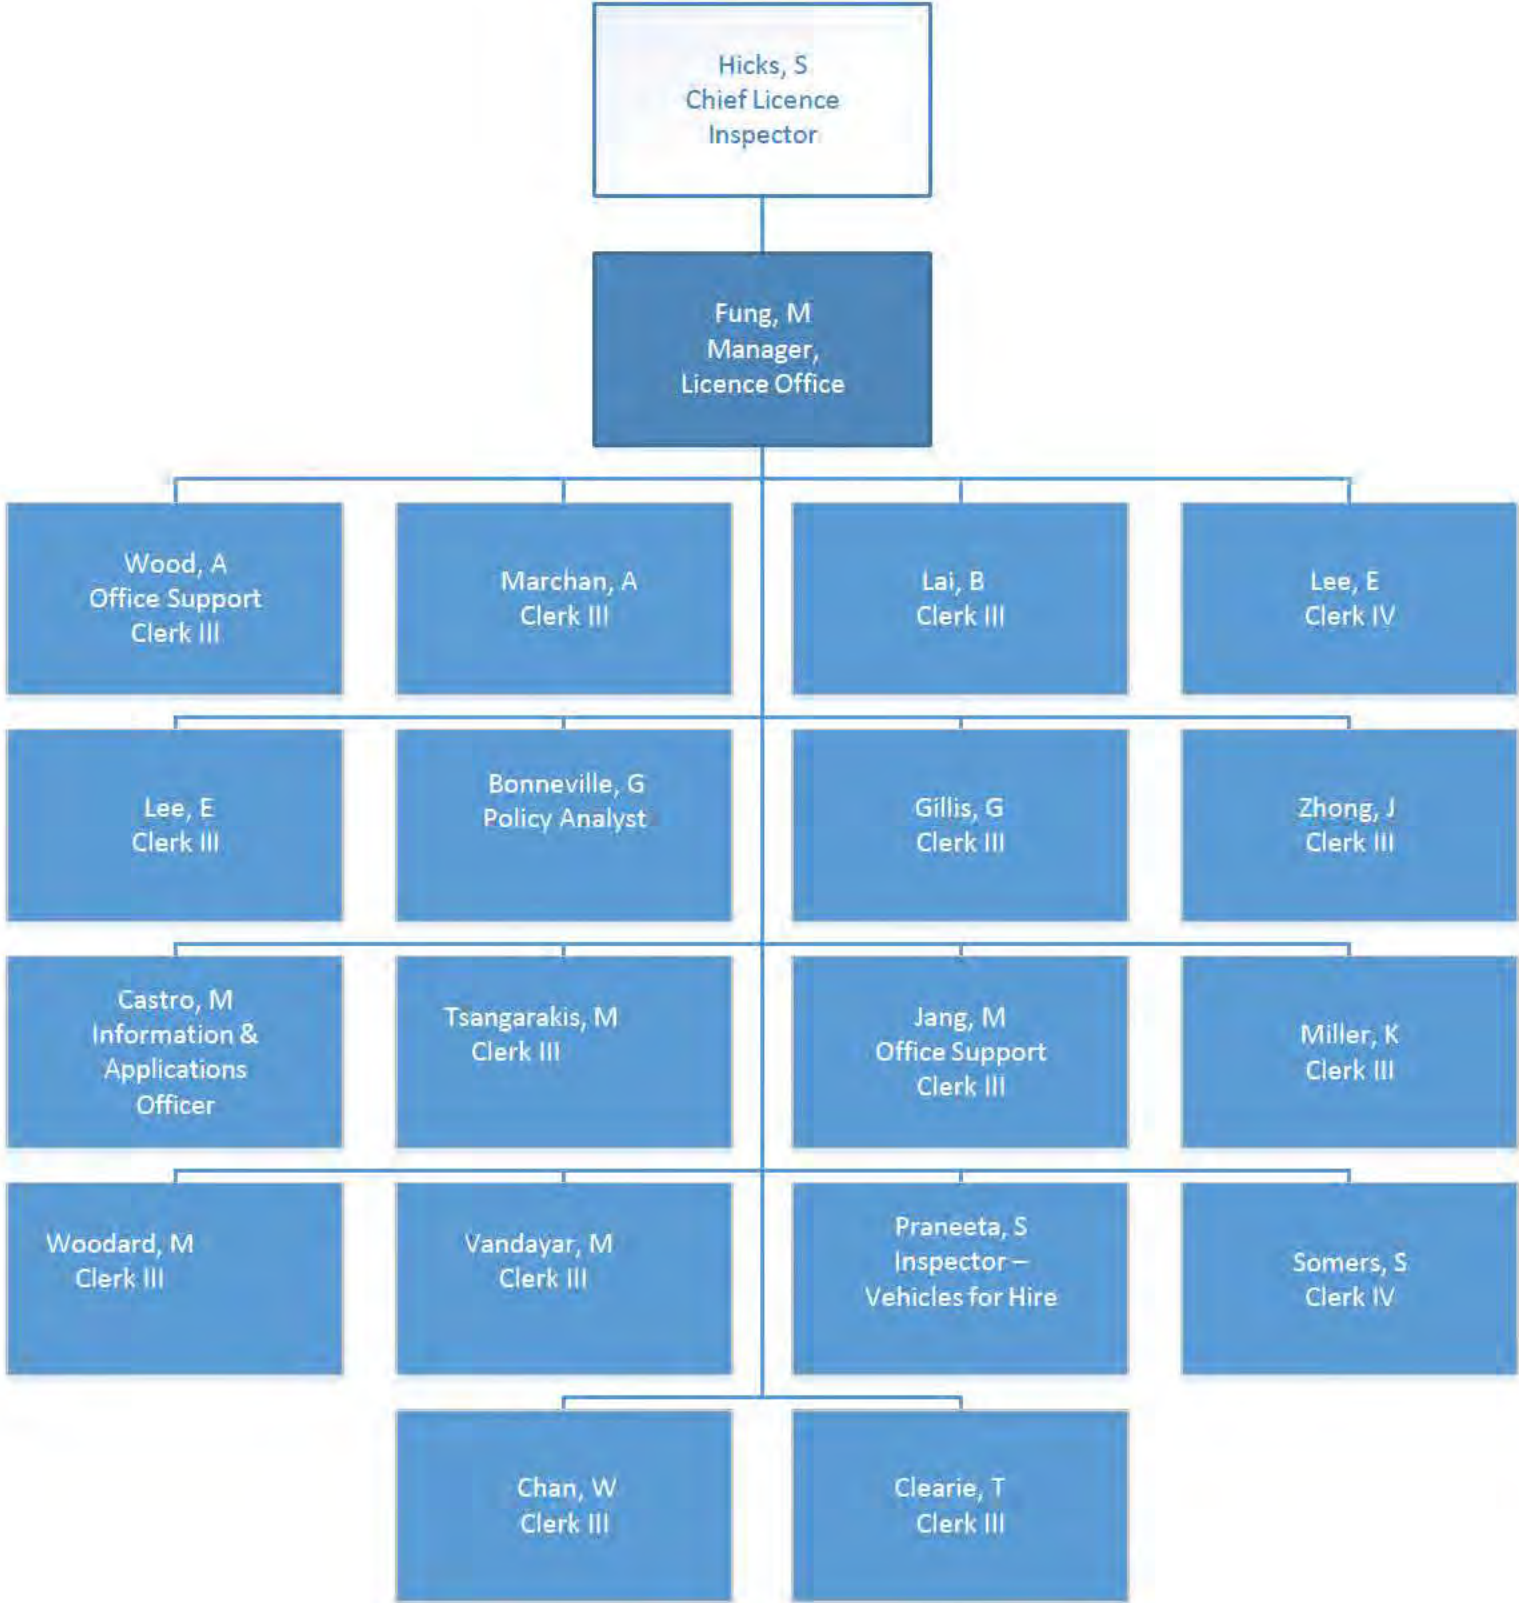 Hicks, S
Chief Licence
Inspector
Fung, M
Manager,
Licence Office
Wood, A
Office Support
Clerk III
Marchan, A
Clerk III
Lai, B
Clerk III
Lee, E
Clerk IV
Lee, E
Clerk III
Bonneville, G
Policy Analyst
Gillis, G
Clerk III
Zhong, J
Clerk III
Castro, M
Information &
Applications
Officer
Tsangarakis, M
Clerk III
Jang, M
Office Support
Clerk III
Miller, K
Clerk III
Woodard, M
Clerk III
Vandayar, M
Clerk III
Praneeta, S
Inspector –
Vehicles for Hire
Somers, S
Clerk IV
Chan, W
Clerk III
Clearie, T
Clerk III